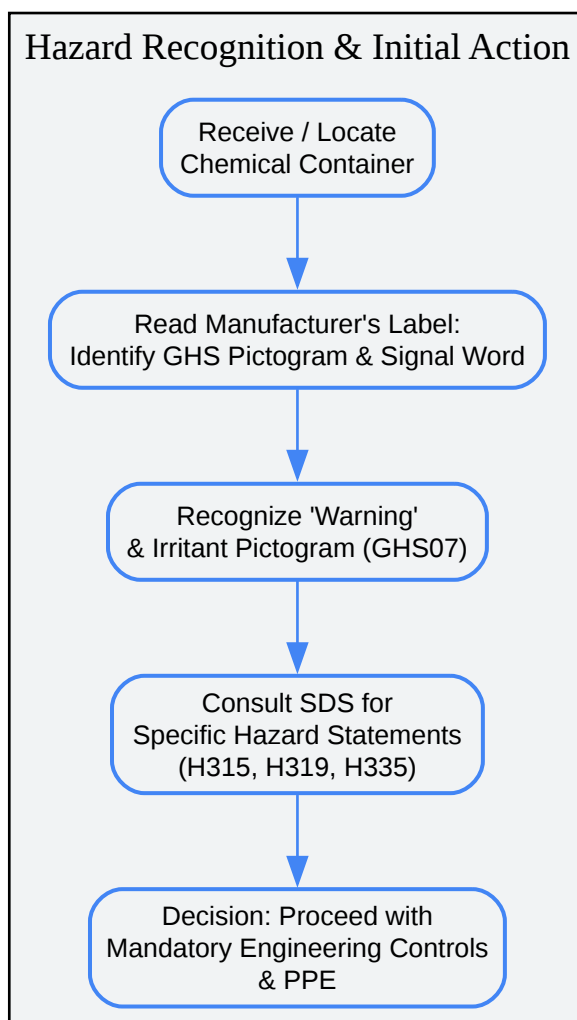 Hazard Recognition & Initial Action
Receive / Locate
Chemical Container
Read Manufacturer's Label:
Identify GHS Pictogram & Signal Word
Recognize 'Warning'
& Irritant Pictogram (GHS07)
Consult SDS for
Specific Hazard Statements
(H315, H319, H335)
Decision: Proceed with
Mandatory Engineering Controls
& PPE